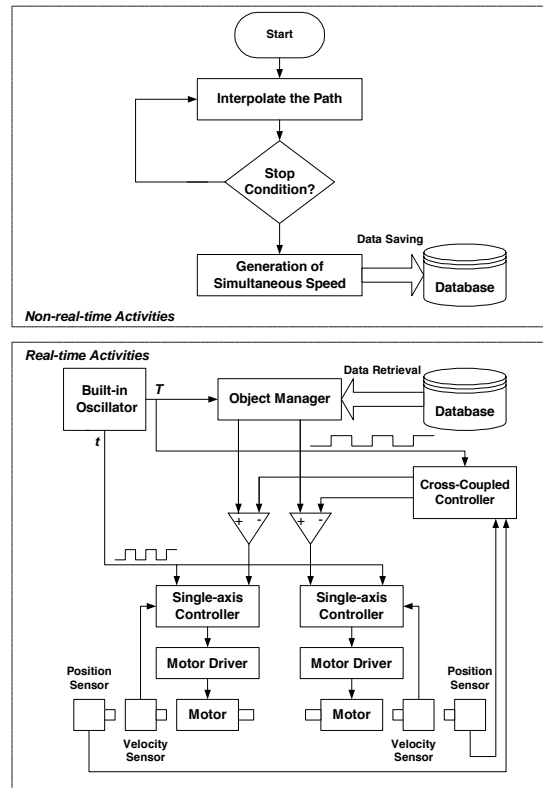 Start
Interpolate the Path
Stop
Condition?
Data Saving
Generation of
Simultaneous Speed
Database
Non-real-time Activities
Real-time Activities
Built-in
Oscillator
T
t
Object Manager
Data Retrieval
Database
Cross-Coupled
Controller
+ -
+ -
Single-axis
Controller
Single-axis
Controller
Motor Driver
Motor Driver
Position
Sensor
Position
Sensor
Motor
Motor
Velocity
Sensor
Velocity
Sensor